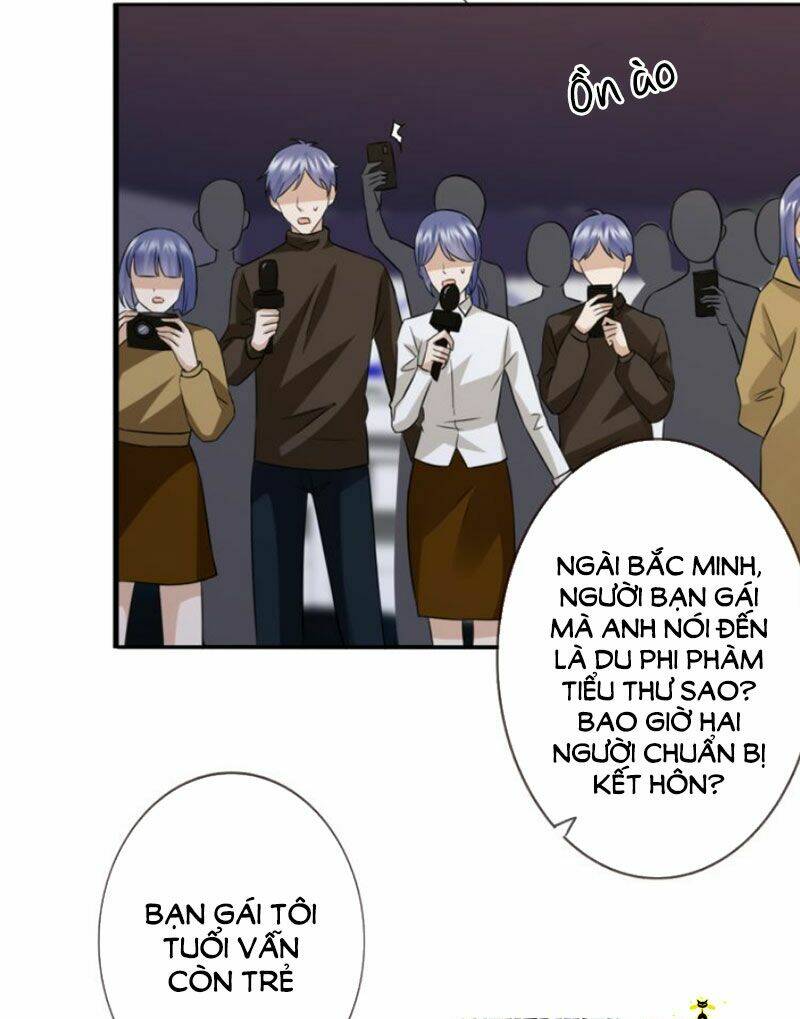 Ồn ào
NGÀI BẮC MINH,
NGƯỜI BẠN GÁI
MÀ ANH NÓI ĐẾN
LÀ DU PHI PHÀM
TIỂU THƯ SAO?
BAO GIỜ HAI
NGƯỜI CHUẨN BỊ
KẾT HÔN?
BẠN GÁI TÔI
TUỔI VẪN
CÒN TRẺ